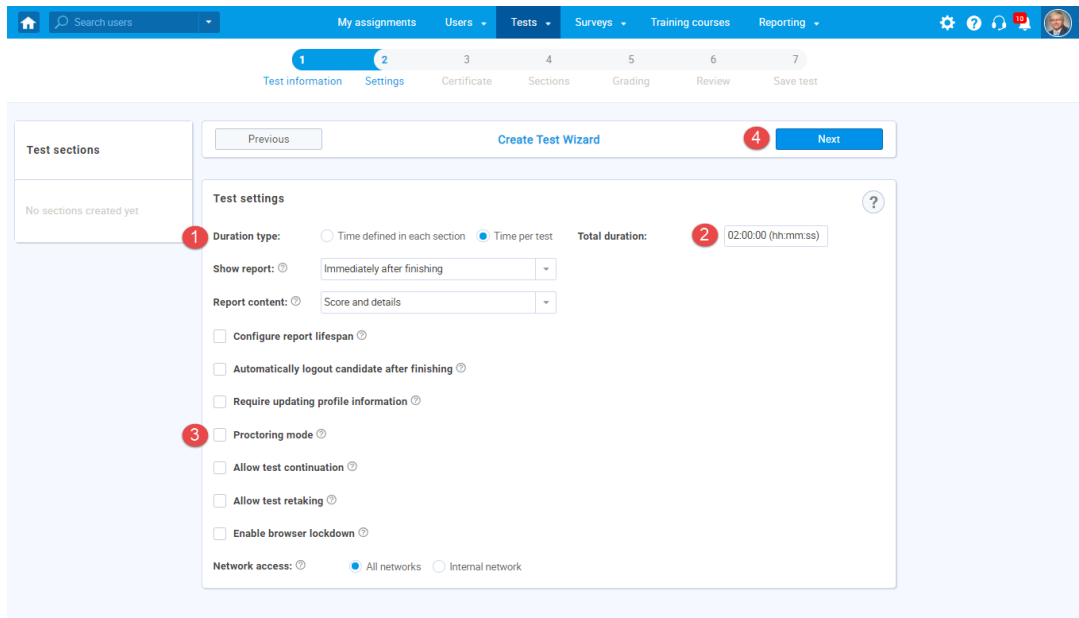 Search users My assignments Users Tests Surveys Training courses Reporting ? 10
1 2 3 4 5 6 7
Test information Settings Certificate Sections Grading Review Save test
Test sections
No sections created yet
Previous Create Test Wizard 4 Next
Test settings ?
1 Duration type: Time defined in each section Time per test Total duration: 2 02:00:00 (hh:mm:ss)
Show report: ? Immediately after finishing
Report content: ? Score and details
Configure report lifespan ?
Automatically logout candidate after finishing ?
Require updating profile information ?
3 Proctoring mode ?
Allow test continuation ?
Allow test retaking ?
Enable browser lockdown ?
Network access: ? All networks Internal network